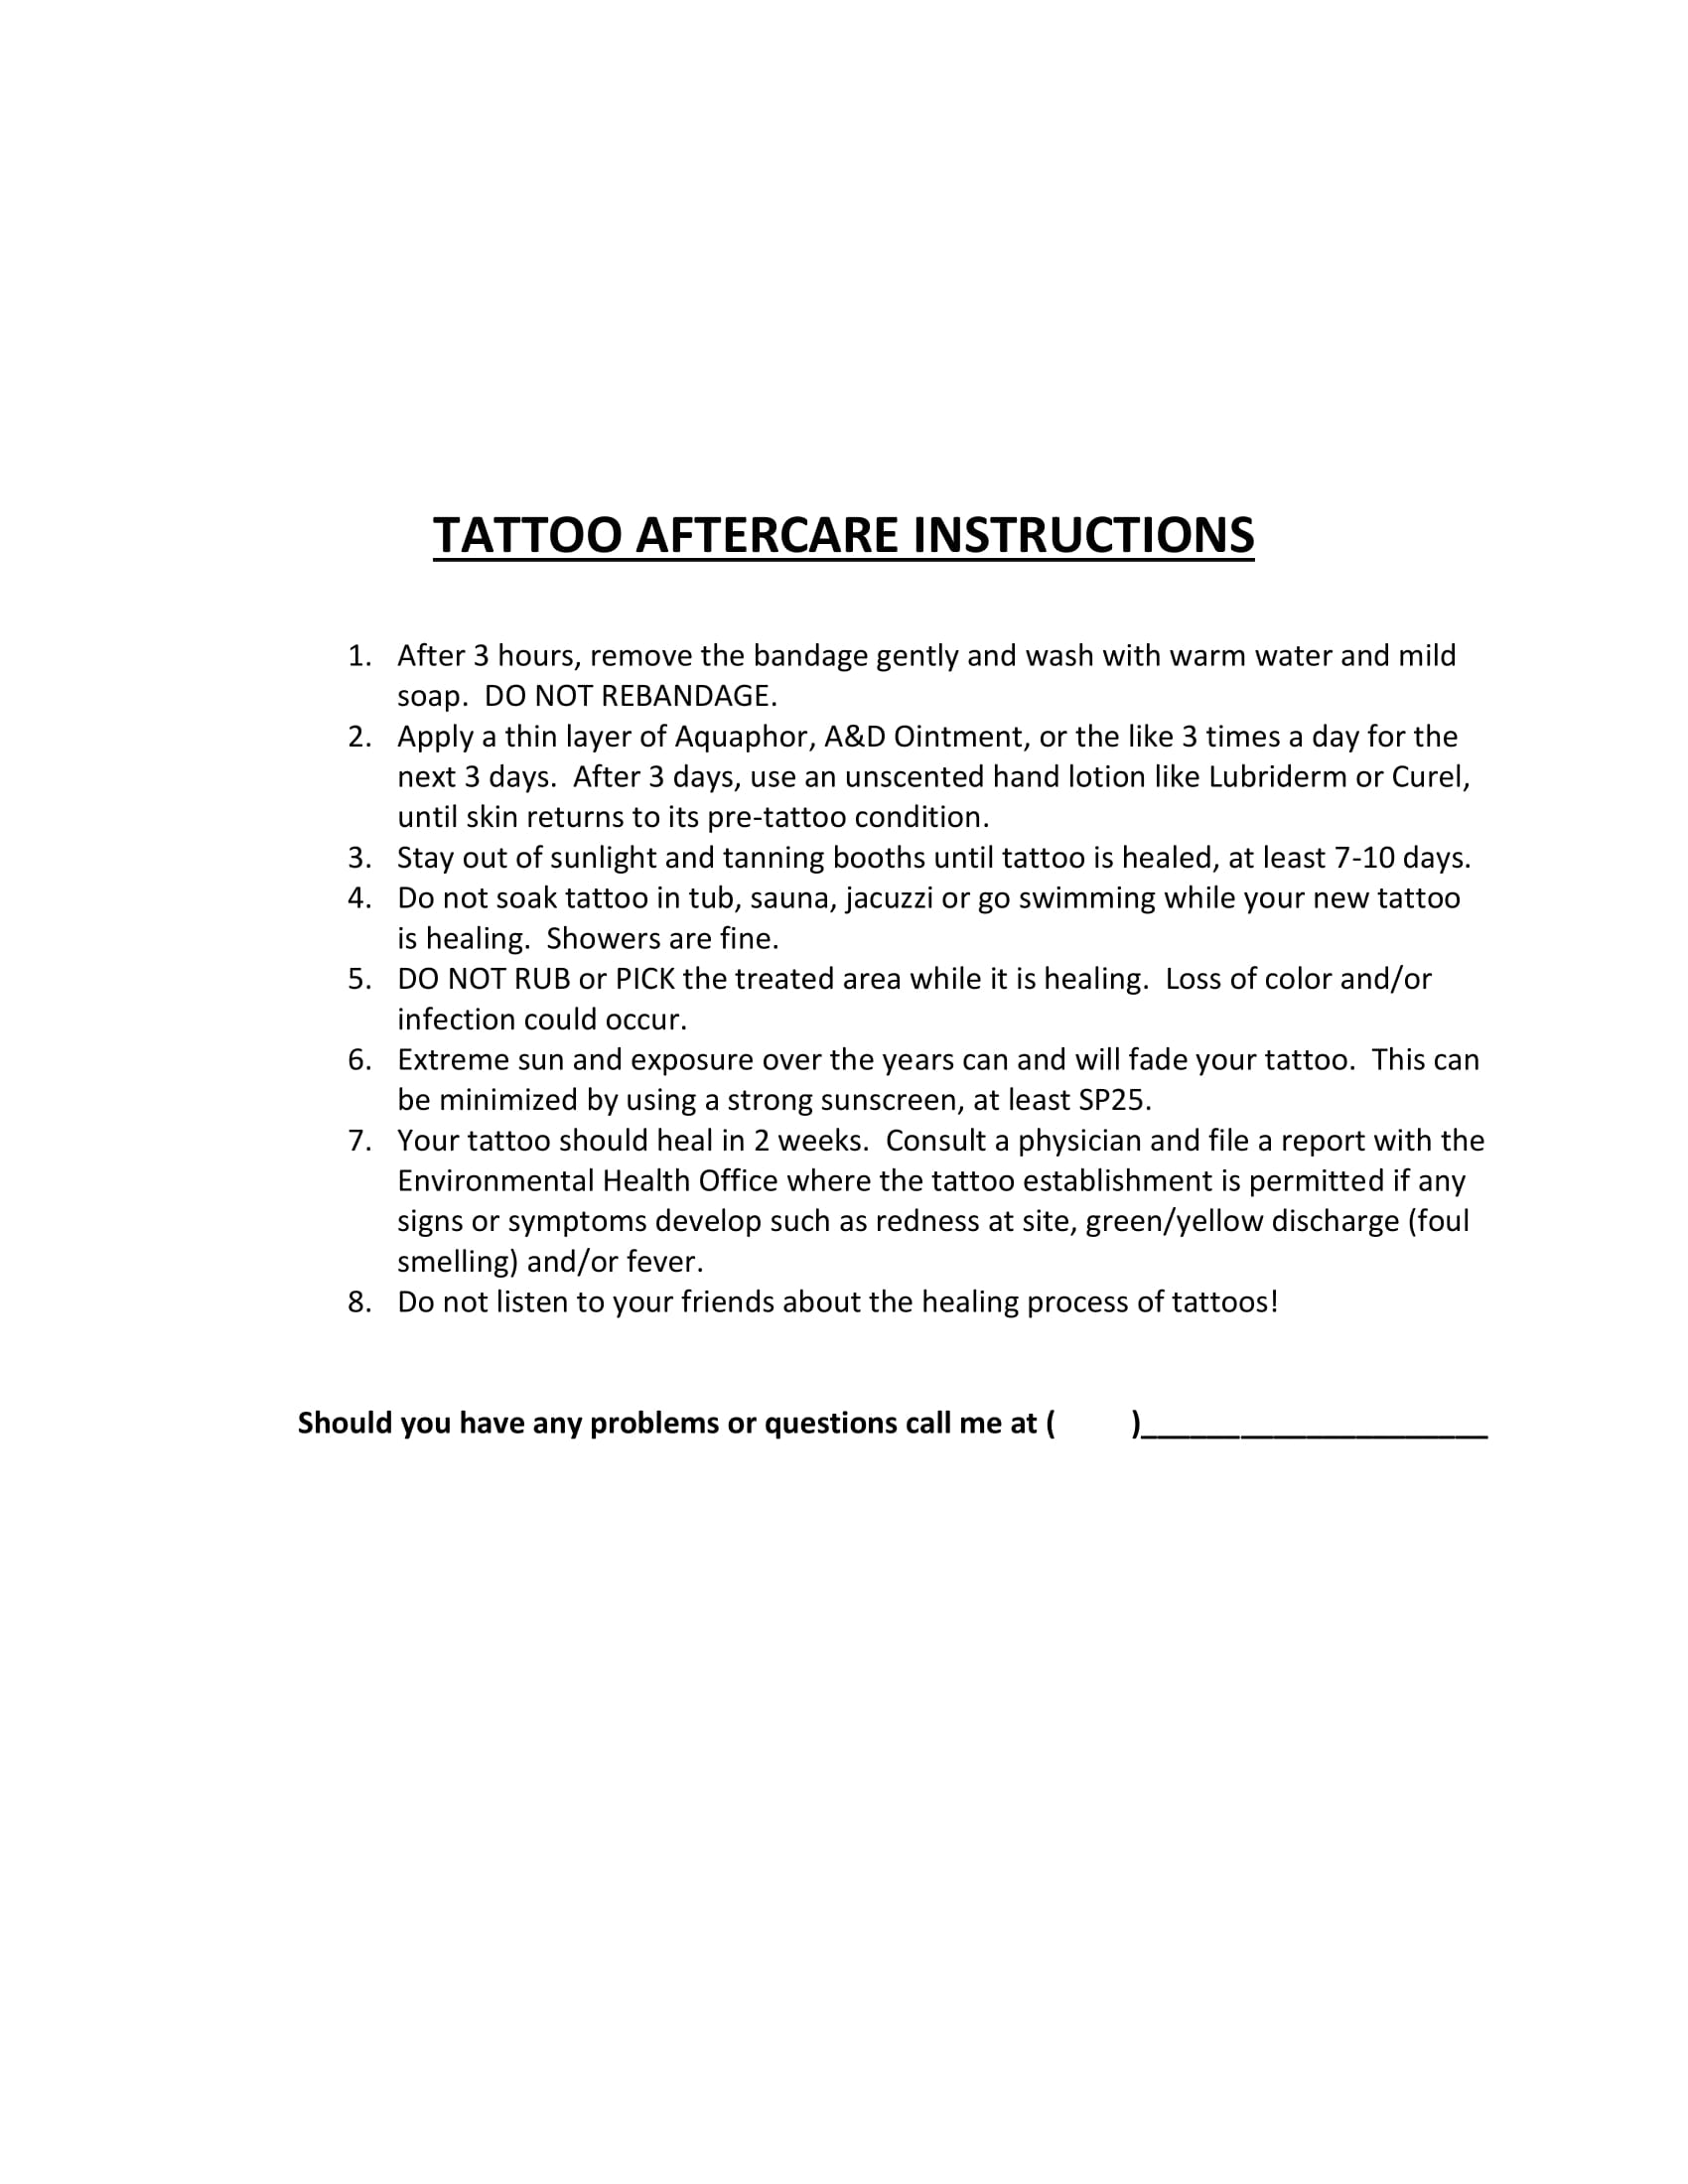 TATTOO AFTERCARE INSTRUCTIONS
1. After 3 hours, remove the bandage gently and wash with warm water and mild
soap.  DO NOT REBANDAGE.
2. Apply a thin layer of Aquaphor, A&D Ointment, or the like 3 times a day for the
next 3 days.  After 3 days, use an unscented hand lotion like Lubriderm or Curel,
until skin returns to its pre-tattoo condition.
3. Stay out of sunlight and tanning booths until tattoo is healed, at least 7-10 days.
4. Do not soak tattoo in tub, sauna, jacuzzi or go swimming while your new tattoo
is healing.  Showers are fine.
5. DO NOT RUB or PICK the treated area while it is healing.  Loss of color and/or
infection could occur.
6. Extreme sun and exposure over the years can and will fade your tattoo.  This can
be minimized by using a strong sunscreen, at least SP25.
7. Your tattoo should heal in 2 weeks.  Consult a physician and file a report with the
Environmental Health Office where the tattoo establishment is permitted if any
signs or symptoms develop such as redness at site, green/yellow discharge (foul
smelling) and/or fever.
8. Do not listen to your friends about the healing process of tattoos!
Should you have any problems or questions call me at (        )_____________________